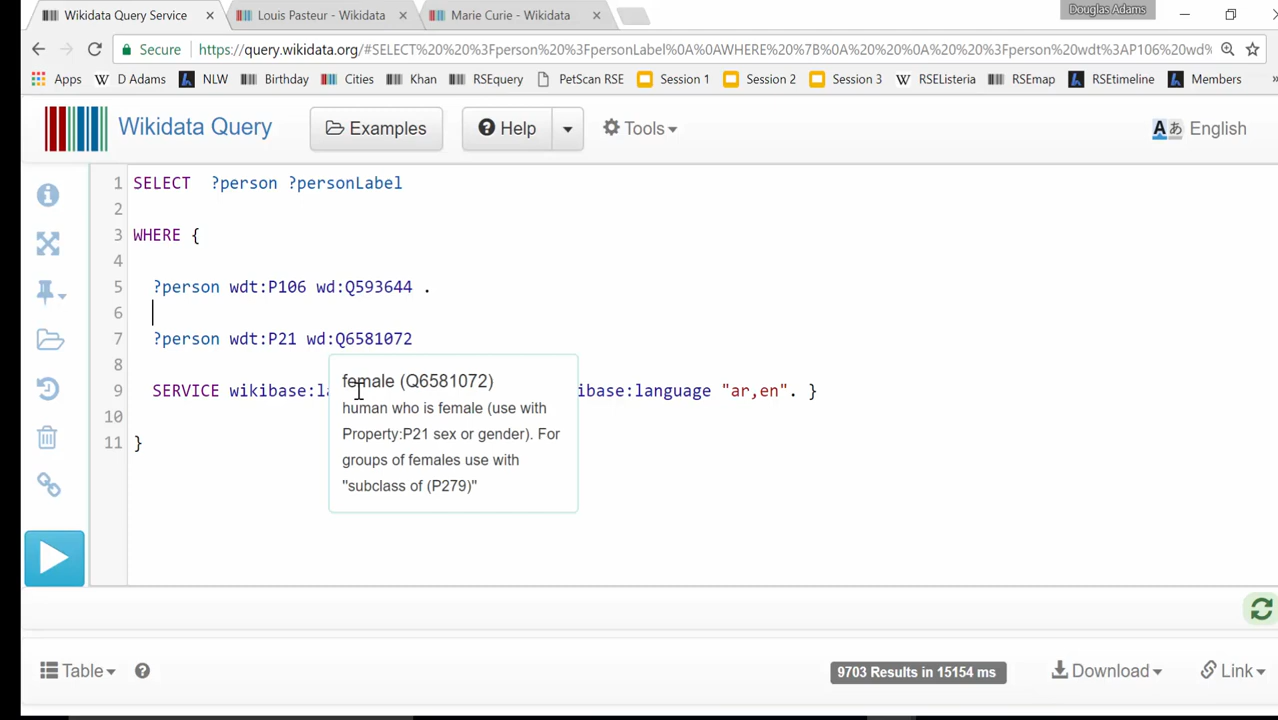 Wikidata Query Service
Louis Pasteur - Wikidata
Marie Curie - Wikidata
Douglas Adams
Secure
https://query.wikidata.org/#SELECT%20%20%3Fperson%20%3FpersonLabel%0A%0AWHERE%20%7B%0A%20%20%0A%20%20%3Fperson%20wdt%3AP106%20wd%
Apps
D Adams
NLW
Birthday
Cities
Khan
RSEquery
PetScan RSE
Session 1
Session 2
Session 3
RSEListeria
RSEmap
RSEtimeline
Members
»
Wikidata Query
Examples
Help
Tools
English
1 SELECT ?person ?personLabel
2
3 WHERE {
4
5 ?person wdt:P106 wd:Q593644 .
6
7 ?person wdt:P21 wd:Q6581072
8
9 SERVICE wikibase:la ibase:language "ar,en". }
10
11 }
female (Q6581072)
human who is female (use with
Property:P21 sex or gender). For
groups of females use with
"subclass of (P279)"
Table
9703 Results in 15154 ms
Download
Link